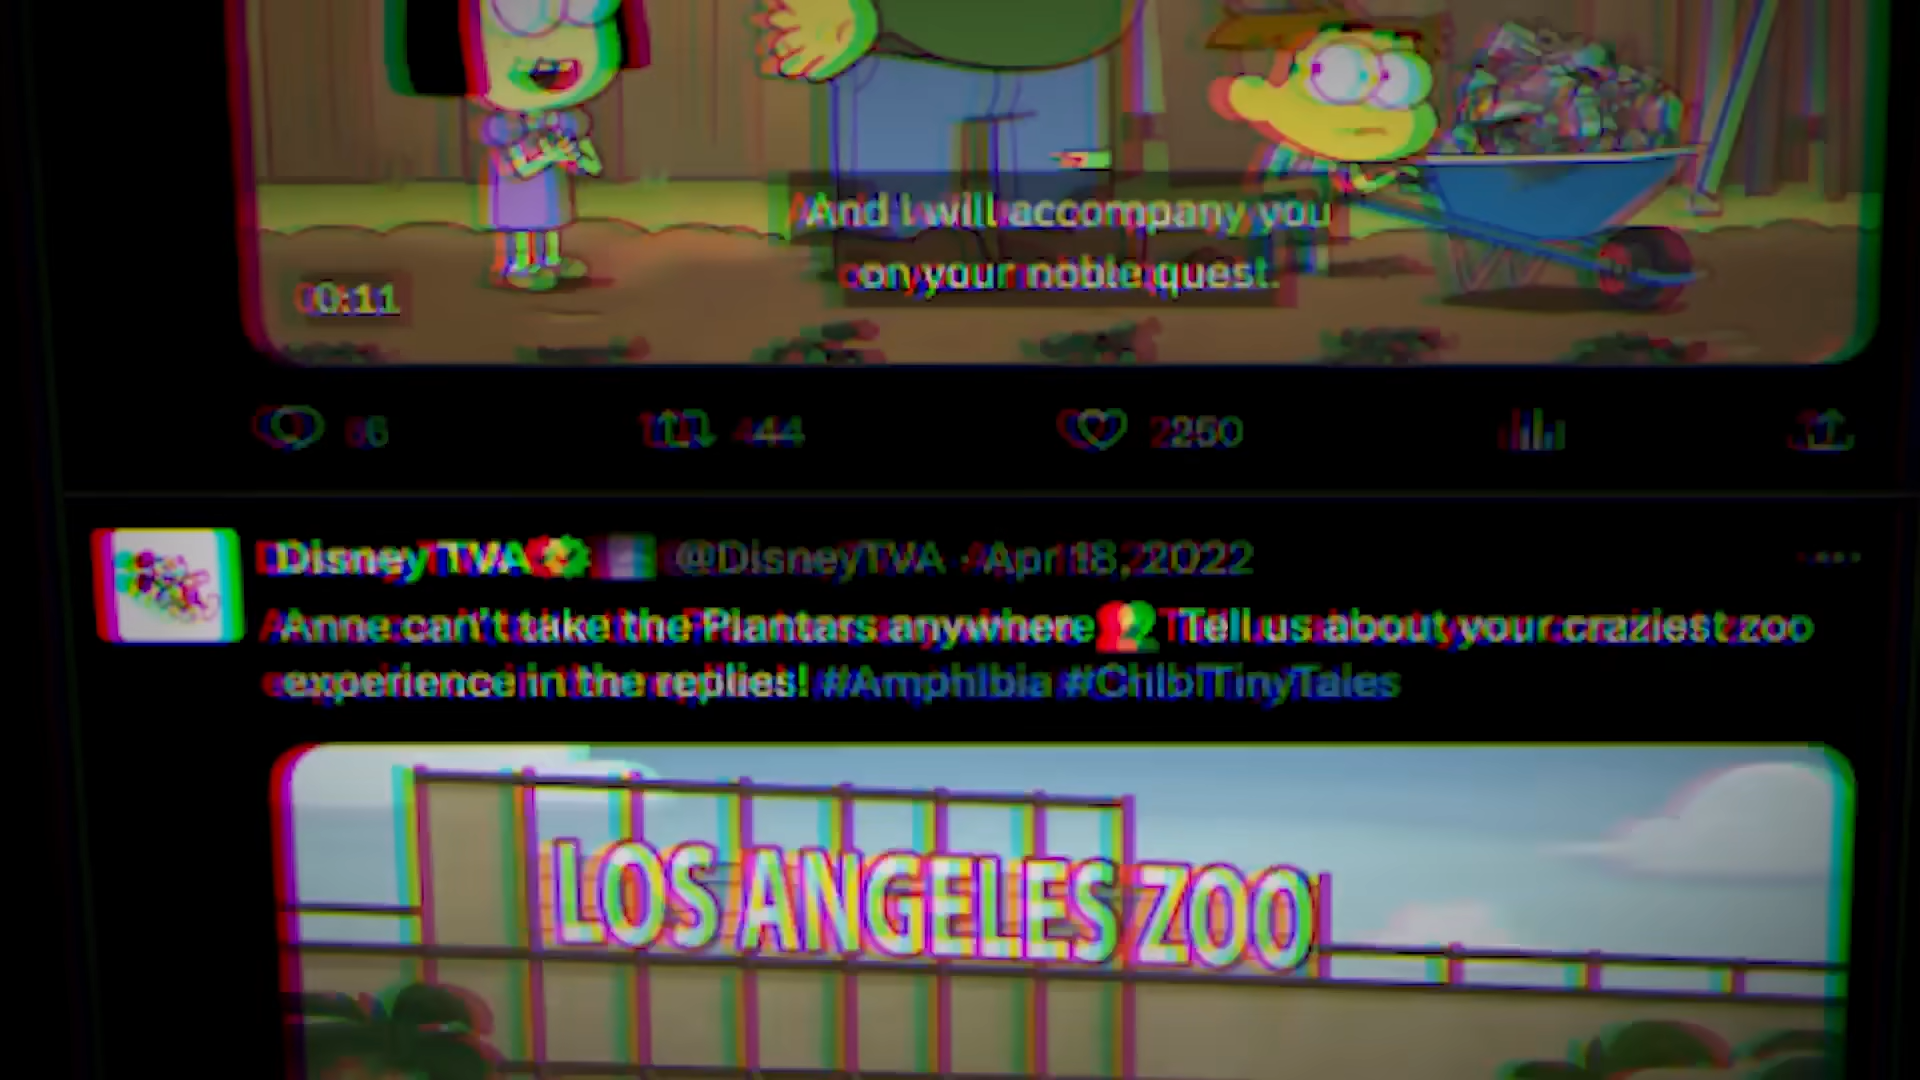 And I will accompany you
on your noble quest.
0:11
66 444 2250
Disney TVA @DisneyTVA · Apr 18, 2022
Anne can't take the Plantars anywhere Tell us about your craziest zoo
experience in the replies! #Amphibia #ChibiTinyTales
LOS ANGELES ZOO